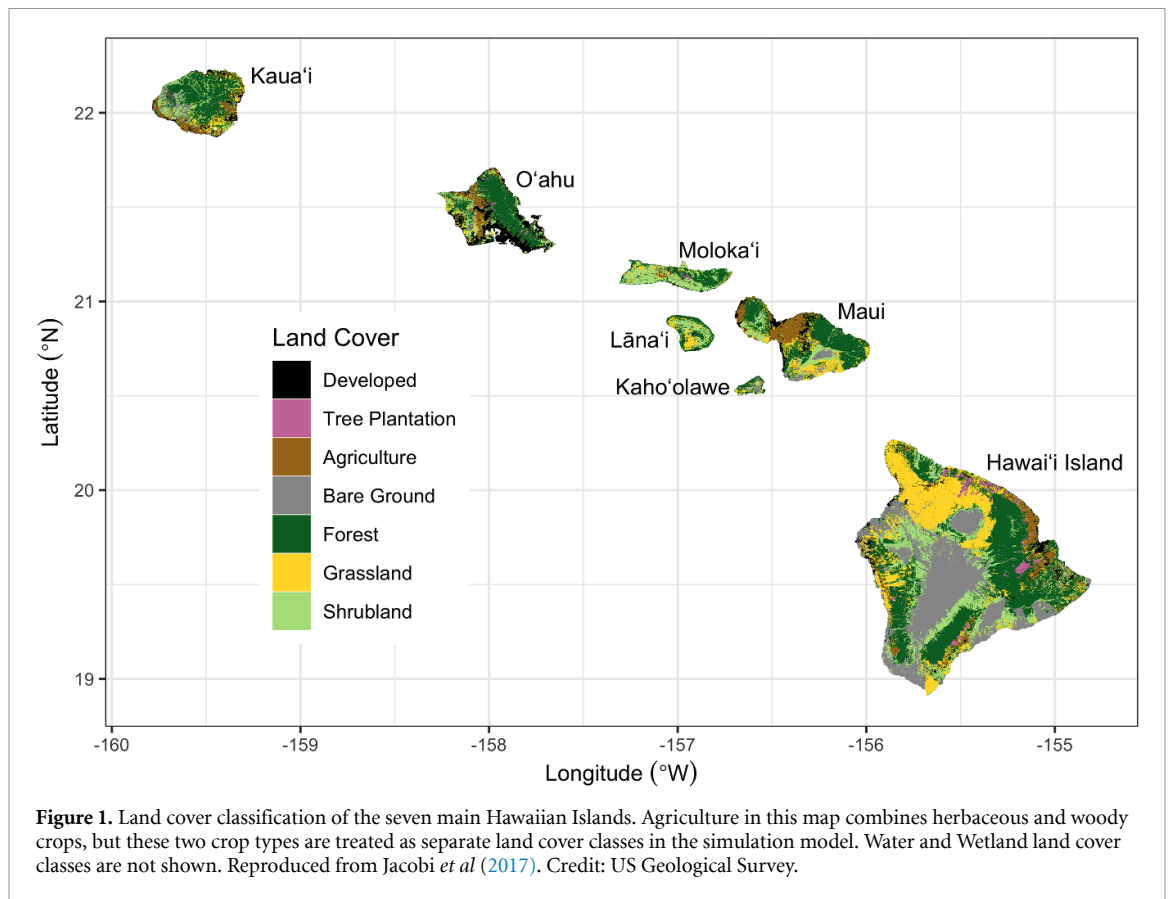 Kauaʻi
Oʻahu
Molokaʻi
Maui
Lānaʻi
Kahoʻolawe
Hawaiʻi Island
Land Cover
Developed
Tree Plantation
Agriculture
Bare Ground
Forest
Grassland
Shrubland
Latitude (°N)
22
21
20
19
-160
-159
-158
-157
-156
-155
Longitude (°W)
Figure 1. Land cover classification of the seven main Hawaiian Islands. Agriculture in this map combines herbaceous and woody
crops, but these two crop types are treated as separate land cover classes in the simulation model. Water and Wetland land cover
classes are not shown. Reproduced from Jacobi et al (2017). Credit: US Geological Survey.